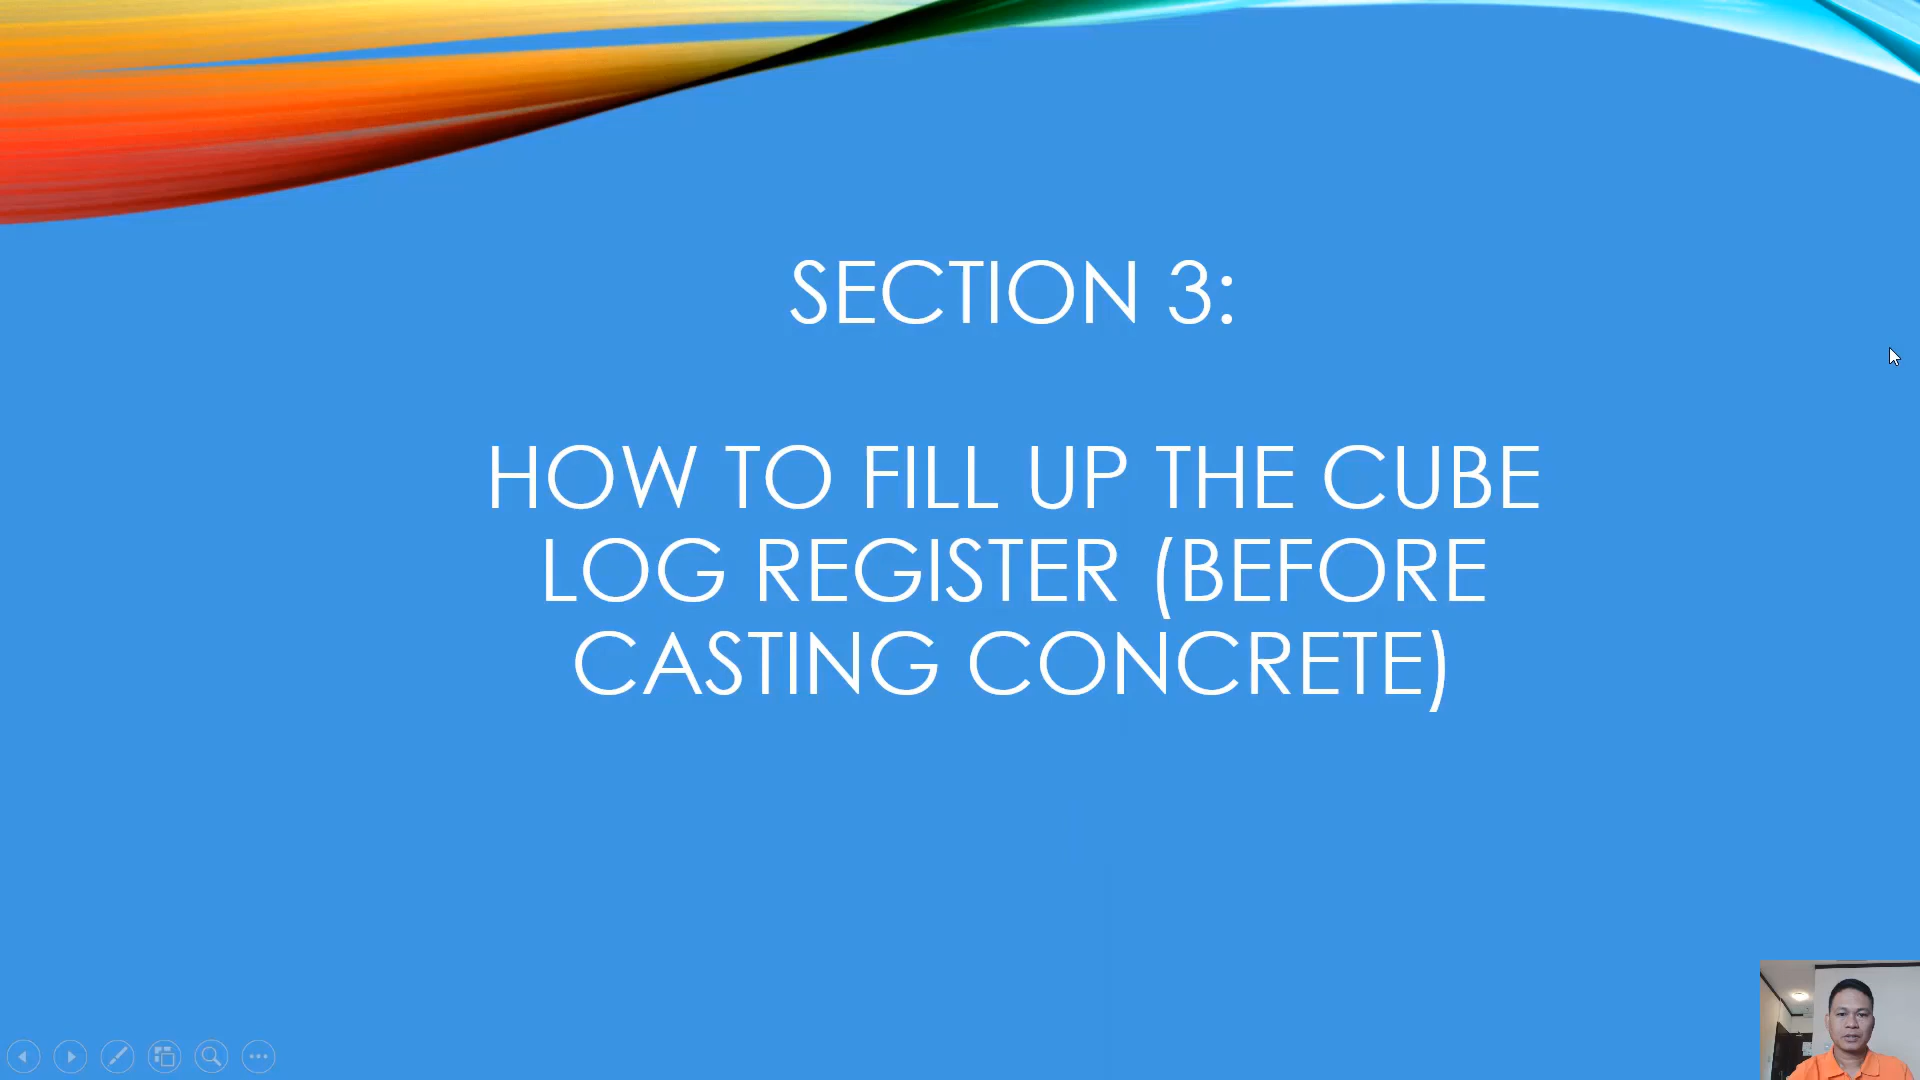 SECTION 3:
HOW TO FILL UP THE CUBE
LOG REGISTER (BEFORE
CASTING CONCRETE)